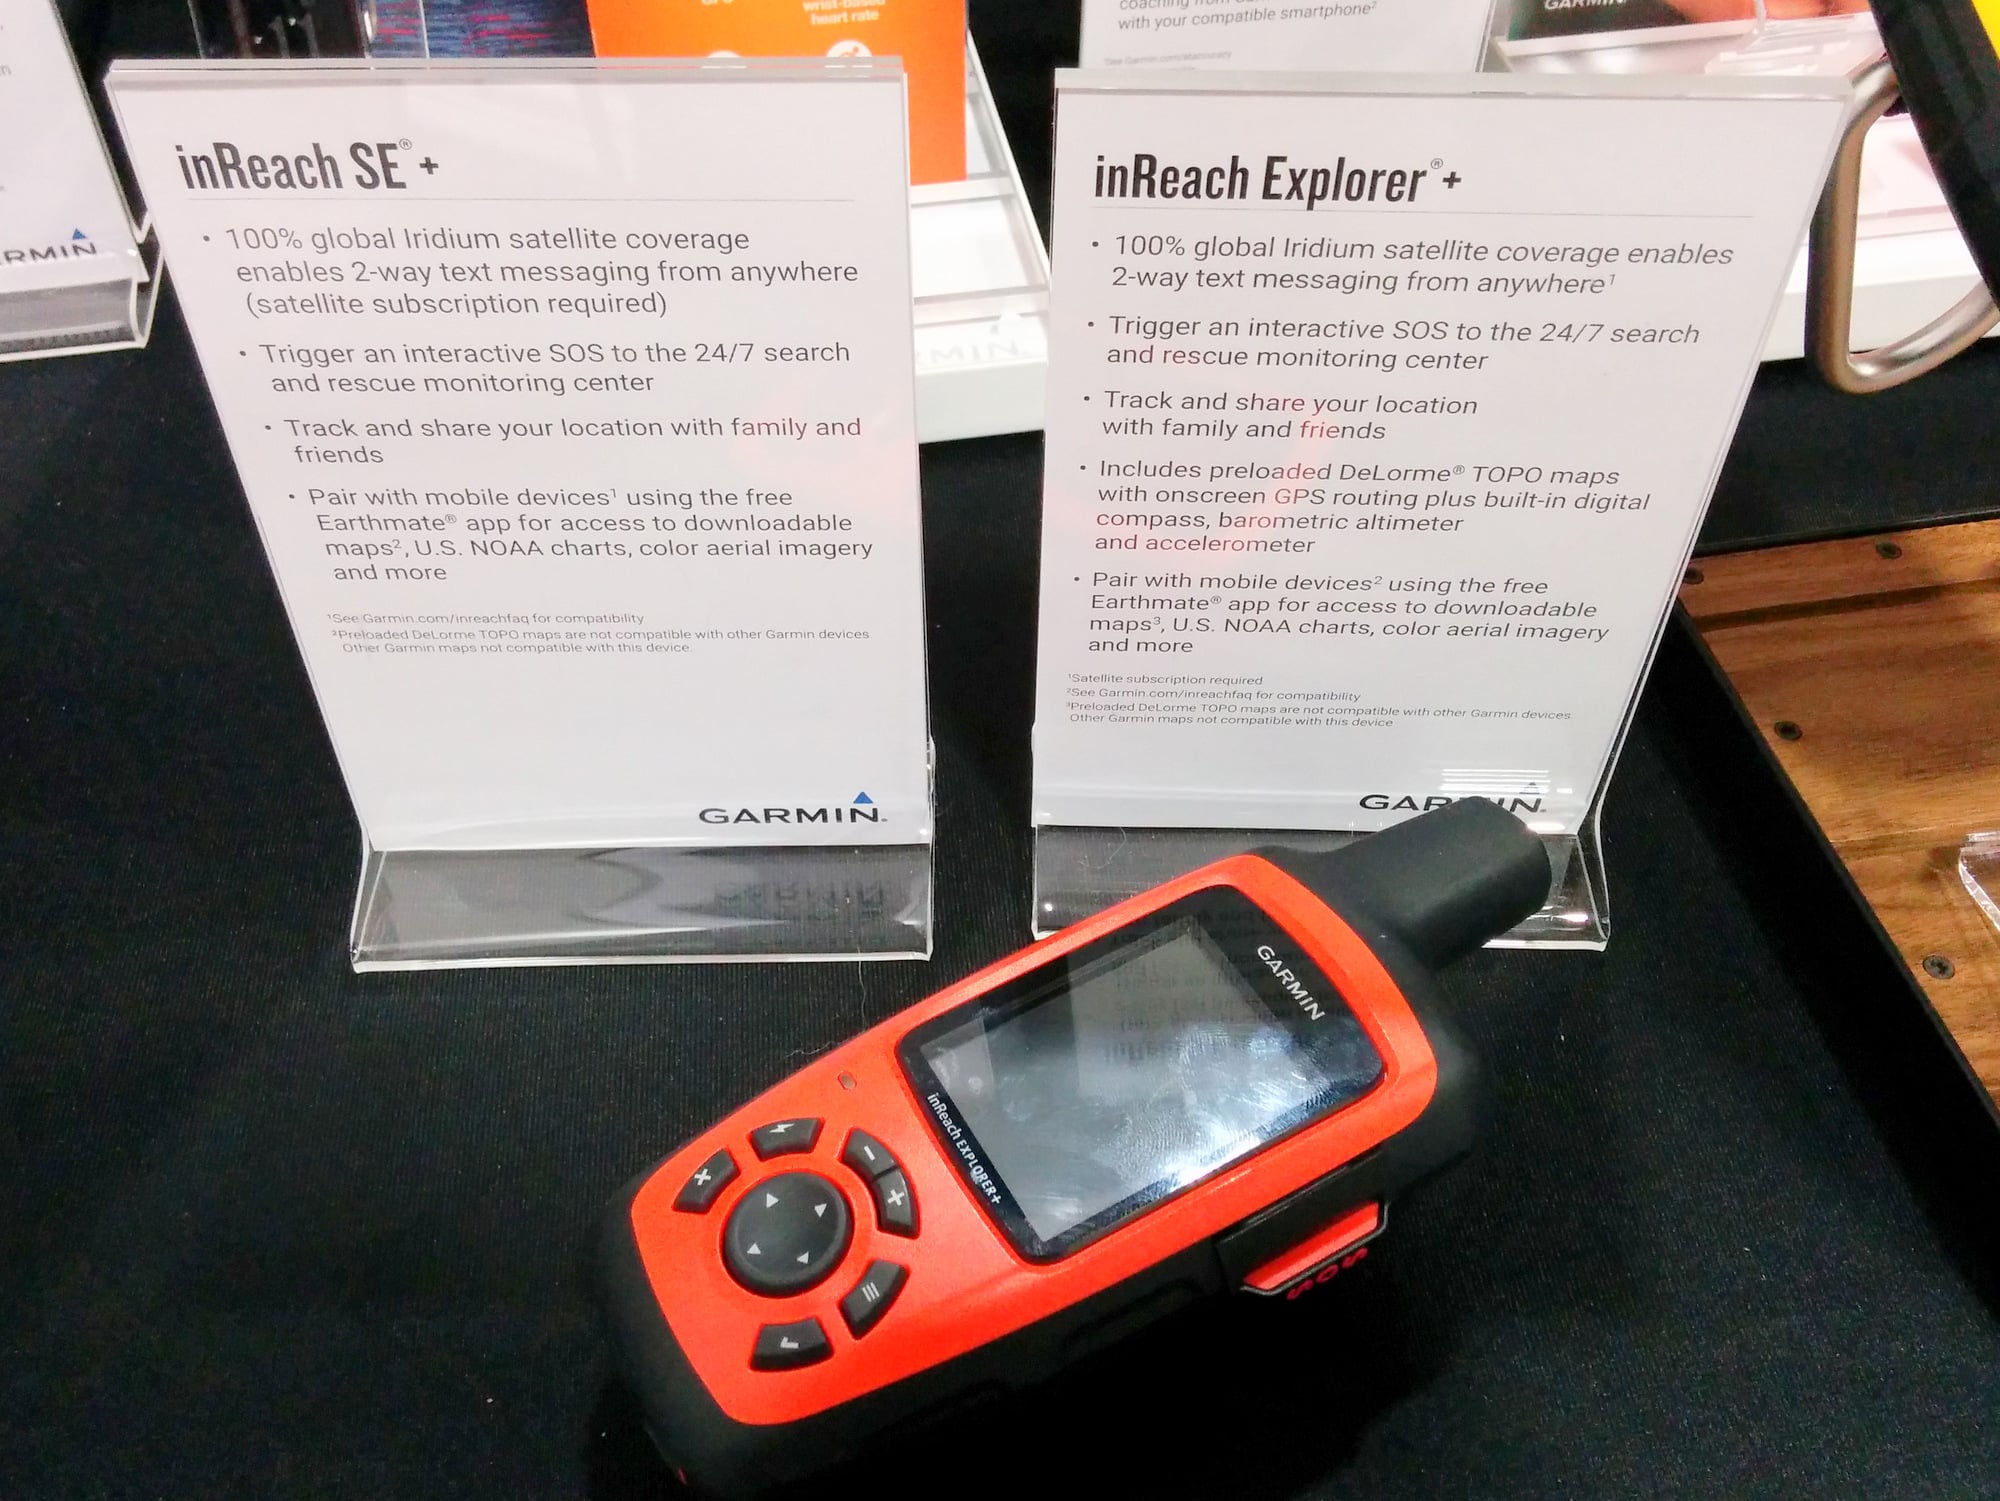 wrist-based
heart rate
with your compatible smartphone²
GARMIN
RMIN
inReach SE®+
• 100% global Iridium satellite coverage
enables 2-way text messaging from anywhere
(satellite subscription required)
• Trigger an interactive SOS to the 24/7 search
and rescue monitoring center
• Track and share your location with family and
friends
• Pair with mobile devices¹ using the free
Earthmate® app for access to downloadable
maps², U.S. NOAA charts, color aerial imagery
and more
¹See Garmin.com/inreachfaq for compatibility
²Preloaded DeLorme TOPO maps are not compatible with other Garmin devices
Other Garmin maps not compatible with this device.
GARMIN.
inReach Explorer®+
• 100% global Iridium satellite coverage enables
2-way text messaging from anywhere¹
• Trigger an interactive SOS to the 24/7 search
and rescue monitoring center
• Track and share your location
with family and friends
• Includes preloaded DeLorme® TOPO maps
with onscreen GPS routing plus built-in digital
compass, barometric altimeter
and accelerometer
• Pair with mobile devices² using the free
Earthmate® app for access to downloadable
maps³, U.S. NOAA charts, color aerial imagery
and more
¹Satellite subscription required
²See Garmin.com/inreachfaq for compatibility
³Preloaded DeLorme TOPO maps are not compatible with other Garmin devices
Other Garmin maps not compatible with this device
GARMIN.
GARMIN
inReach EXPLORER+
SOS